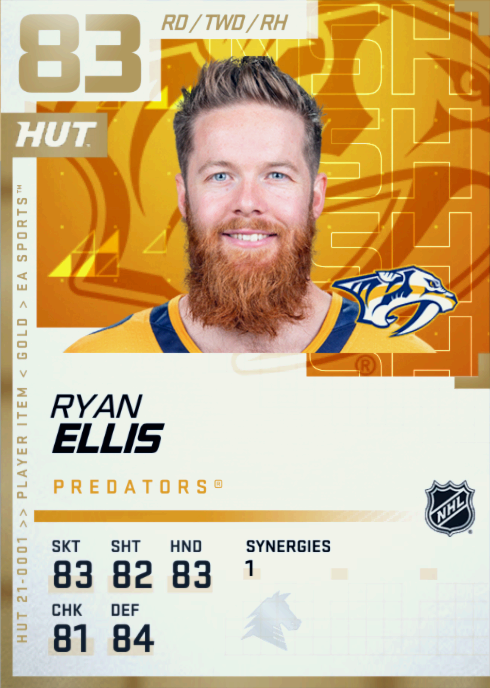 83
RD / TWD / RH
HUT
HUT 21-0001 >> PLAYER ITEM < GOLD > EA SPORTS™
RYAN
ELLIS
PREDATORS®
NHL
SKT SHT HND SYNERGIES
83 82 83 1
CHK DEF
81 84